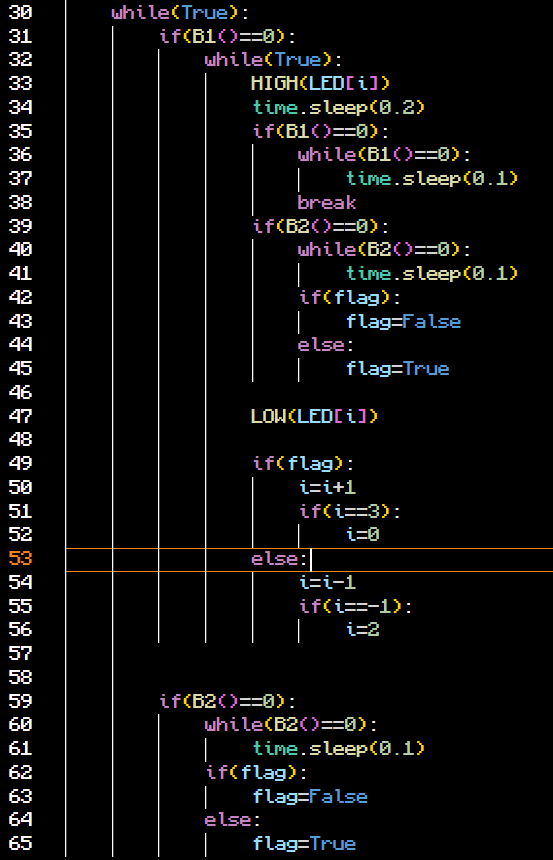 30 while(True):
31 if(B1()==0):
32 while(True):
33 HIGH(LED[i])
34 time.sleep(0.2)
35 if(B1()==0):
36 while(B1()==0):
37 time.sleep(0.1)
38 break
39 if(B2()==0):
40 while(B2()==0):
41 time.sleep(0.1)
42 if(flag):
43 flag=False
44 else:
45 flag=True
46
47 LOW(LED[i])
48
49 if(flag):
50 i=i+1
51 if(i==3):
52 i=0
53 else:
54 i=i-1
55 if(i==-1):
56 i=2
57
58
59 if(B2()==0):
60 while(B2()==0):
61 time.sleep(0.1)
62 if(flag):
63 flag=False
64 else:
65 flag=True